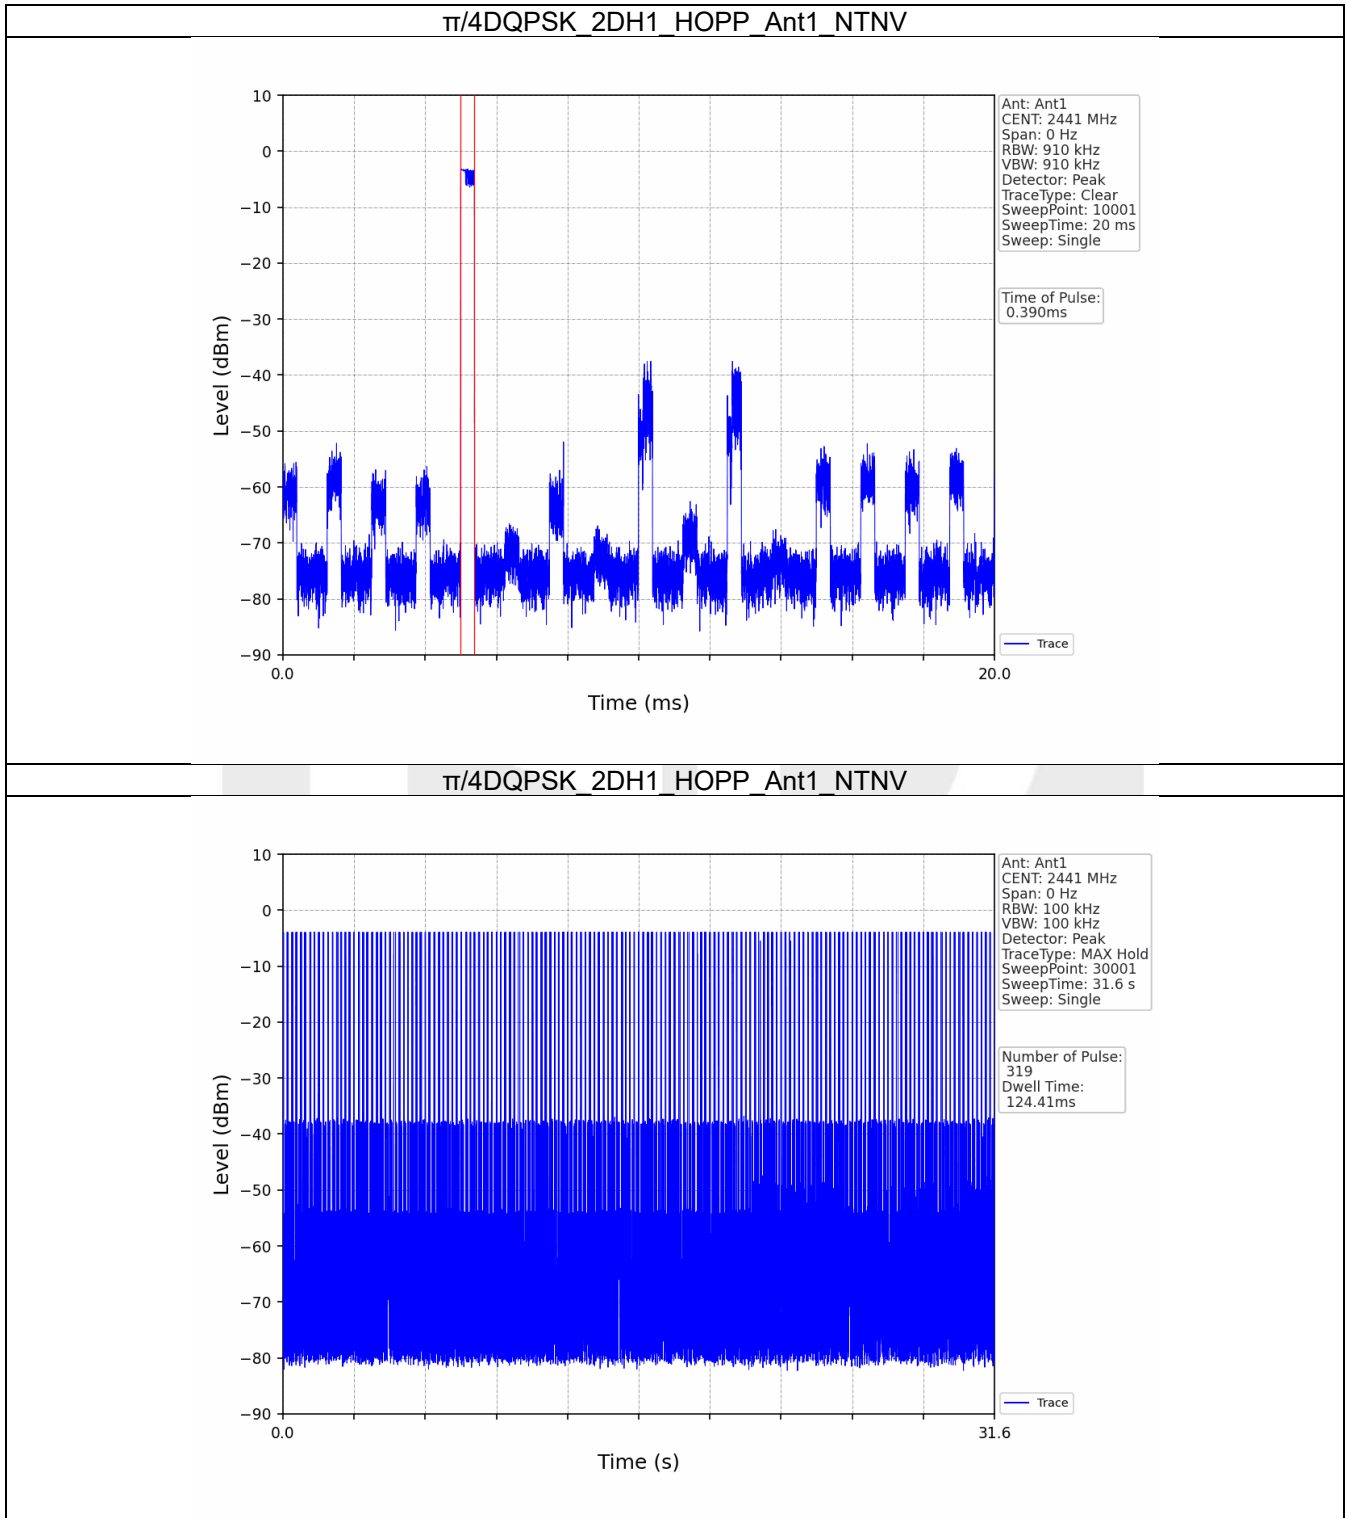 π/4DQPSK_2DH1_HOPP_Ant1_NTNV
10
0
−10
−20
−30
−40
−50
−60
−70
−80
−90
Level (dBm)
0.0
20.0
Time (ms)
Ant: Ant1
CENT: 2441 MHz
Span: 0 Hz
RBW: 910 kHz
VBW: 910 kHz
Detector: Peak
TraceType: Clear
SweepPoint: 10001
SweepTime: 20 ms
Sweep: Single
Time of Pulse:
0.390ms
Trace
π/4DQPSK_2DH1_HOPP_Ant1_NTNV
10
0
−10
−20
−30
−40
−50
−60
−70
−80
−90
Level (dBm)
0.0
31.6
Time (s)
Ant: Ant1
CENT: 2441 MHz
Span: 0 Hz
RBW: 100 kHz
VBW: 100 kHz
Detector: Peak
TraceType: MAX Hold
SweepPoint: 30001
SweepTime: 31.6 s
Sweep: Single
Number of Pulse:
319
Dwell Time:
124.41ms
Trace